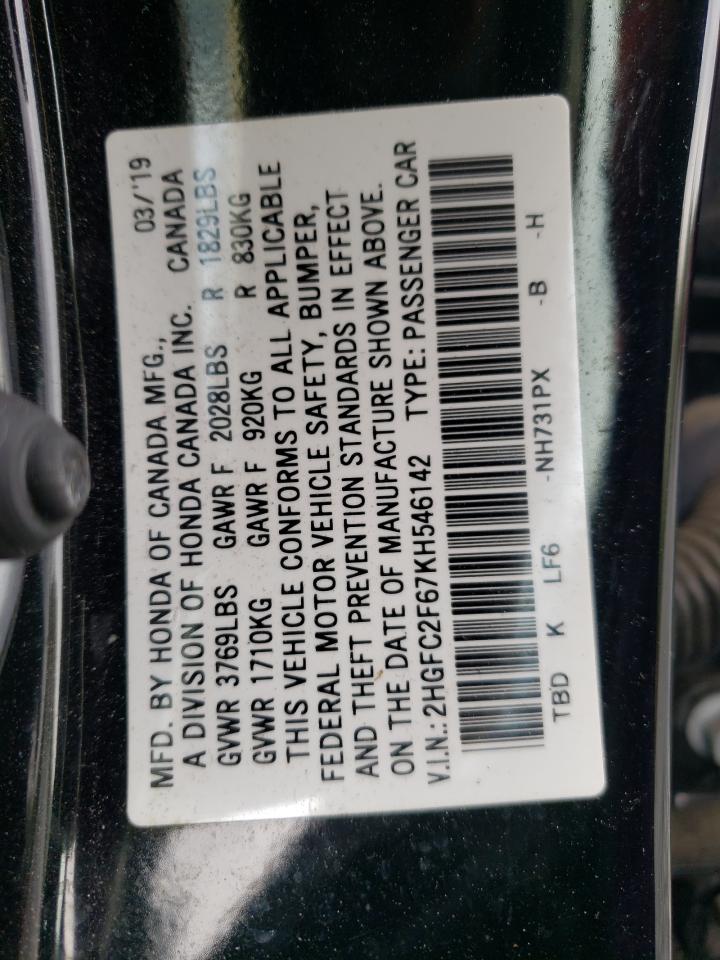 MFD. BY HONDA OF CANADA MFG., 03/'19
A DIVISION OF HONDA CANADA INC. CANADA
GVWR 3769LBS GAWR F 2028LBS R 1829LBS
GVWR 1710KG GAWR F 920KG R 830KG
THIS VEHICLE CONFORMS TO ALL APPLICABLE
FEDERAL MOTOR VEHICLE SAFETY, BUMPER,
AND THEFT PREVENTION STANDARDS IN EFFECT
ON THE DATE OF MANUFACTURE SHOWN ABOVE.
V.I.N.: 2HGFC2F67KH546142 TYPE: PASSENGER CAR
TBD K LF6 -NH731PX -B -H